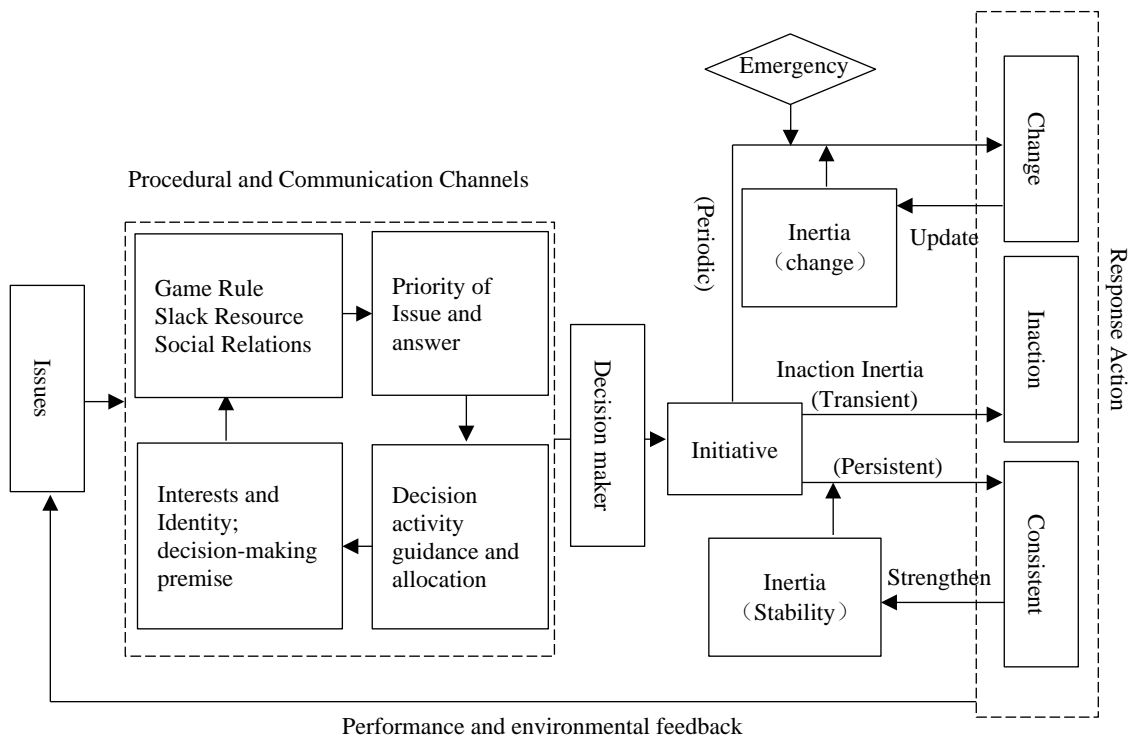 Emergency
Change
Procedural and Communication Channels
(Periodic)
Inertia
（change）
Update
Response Action
Game Rule
Slack Resource
Social Relations
Priority of
Issue and
answer
Issues
Decision maker
Inaction Inertia
(Transient)
Inaction
Initiative
(Persistent)
Interests and
Identity;
decision-making
premise
Decision
activity
guidance and
allocation
Inertia
（Stability）
Strengthen
Consistent
Performance and environmental feedback